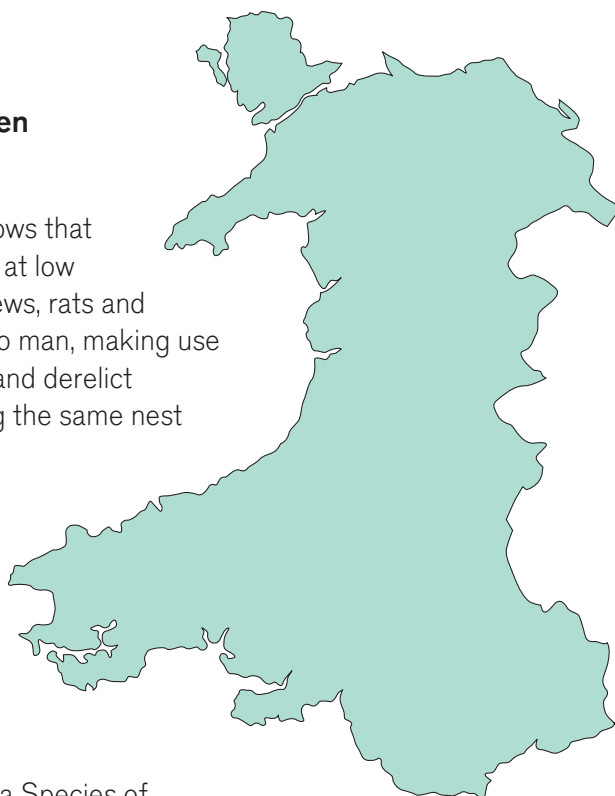 en
ows that
at low
ews, rats and
o man, making use
and derelict
g the same nest
a Species of